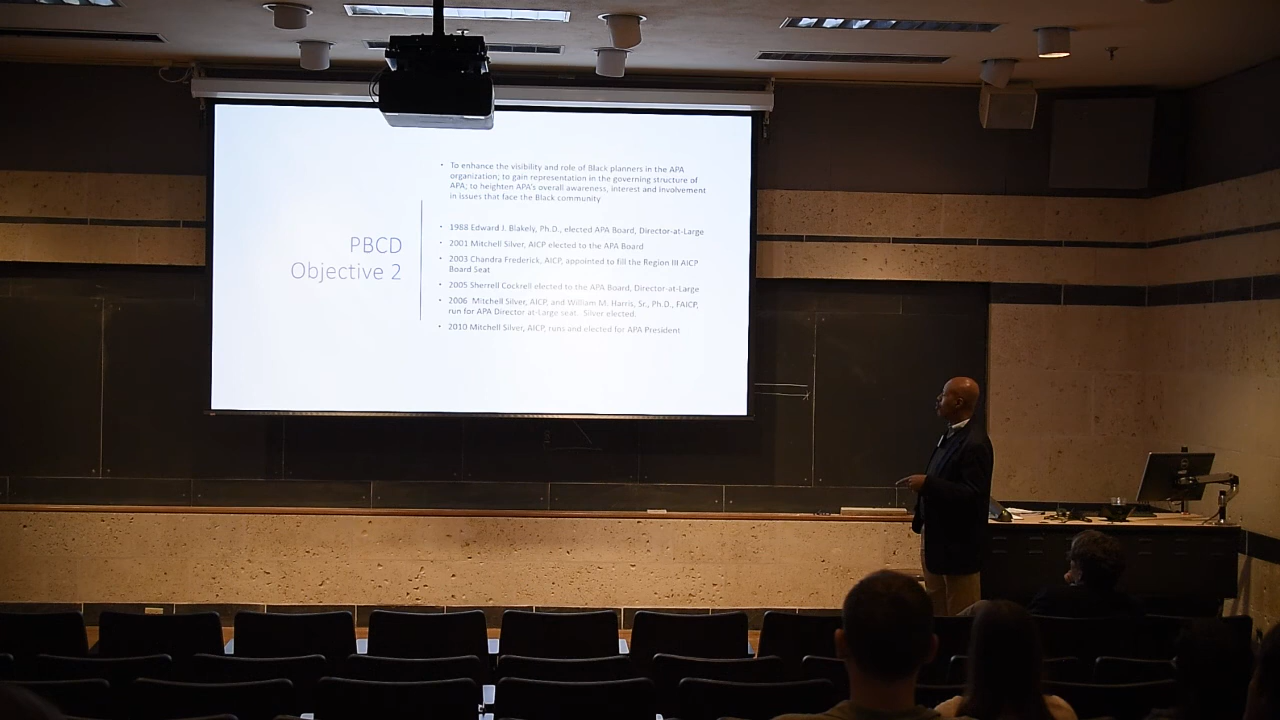 PBCD
Objective 2
• To enhance the visibility and role of Black planners in the APA
organization; to gain representation in the governing structure of
APA; to heighten APA's overall awareness, interest and involvement
in issues that face the Black community
• 1988 Edward J. Blakely, Ph.D., elected APA Board, Director-at-Large
• 2001 Mitchell Silver, AICP elected to the APA Board
• 2003 Chandra Frederick, AICP, appointed to fill the Region III AICP
Board Seat
• 2005 Sherrell Cockrell elected to the APA Board, Director-at-Large
• 2006 Mitchell Silver, AICP, and William M. Harris, Sr., Ph.D., FAICP,
run for APA Director at-Large seat. Silver elected.
• 2010 Mitchell Silver, AICP, runs and elected for APA President